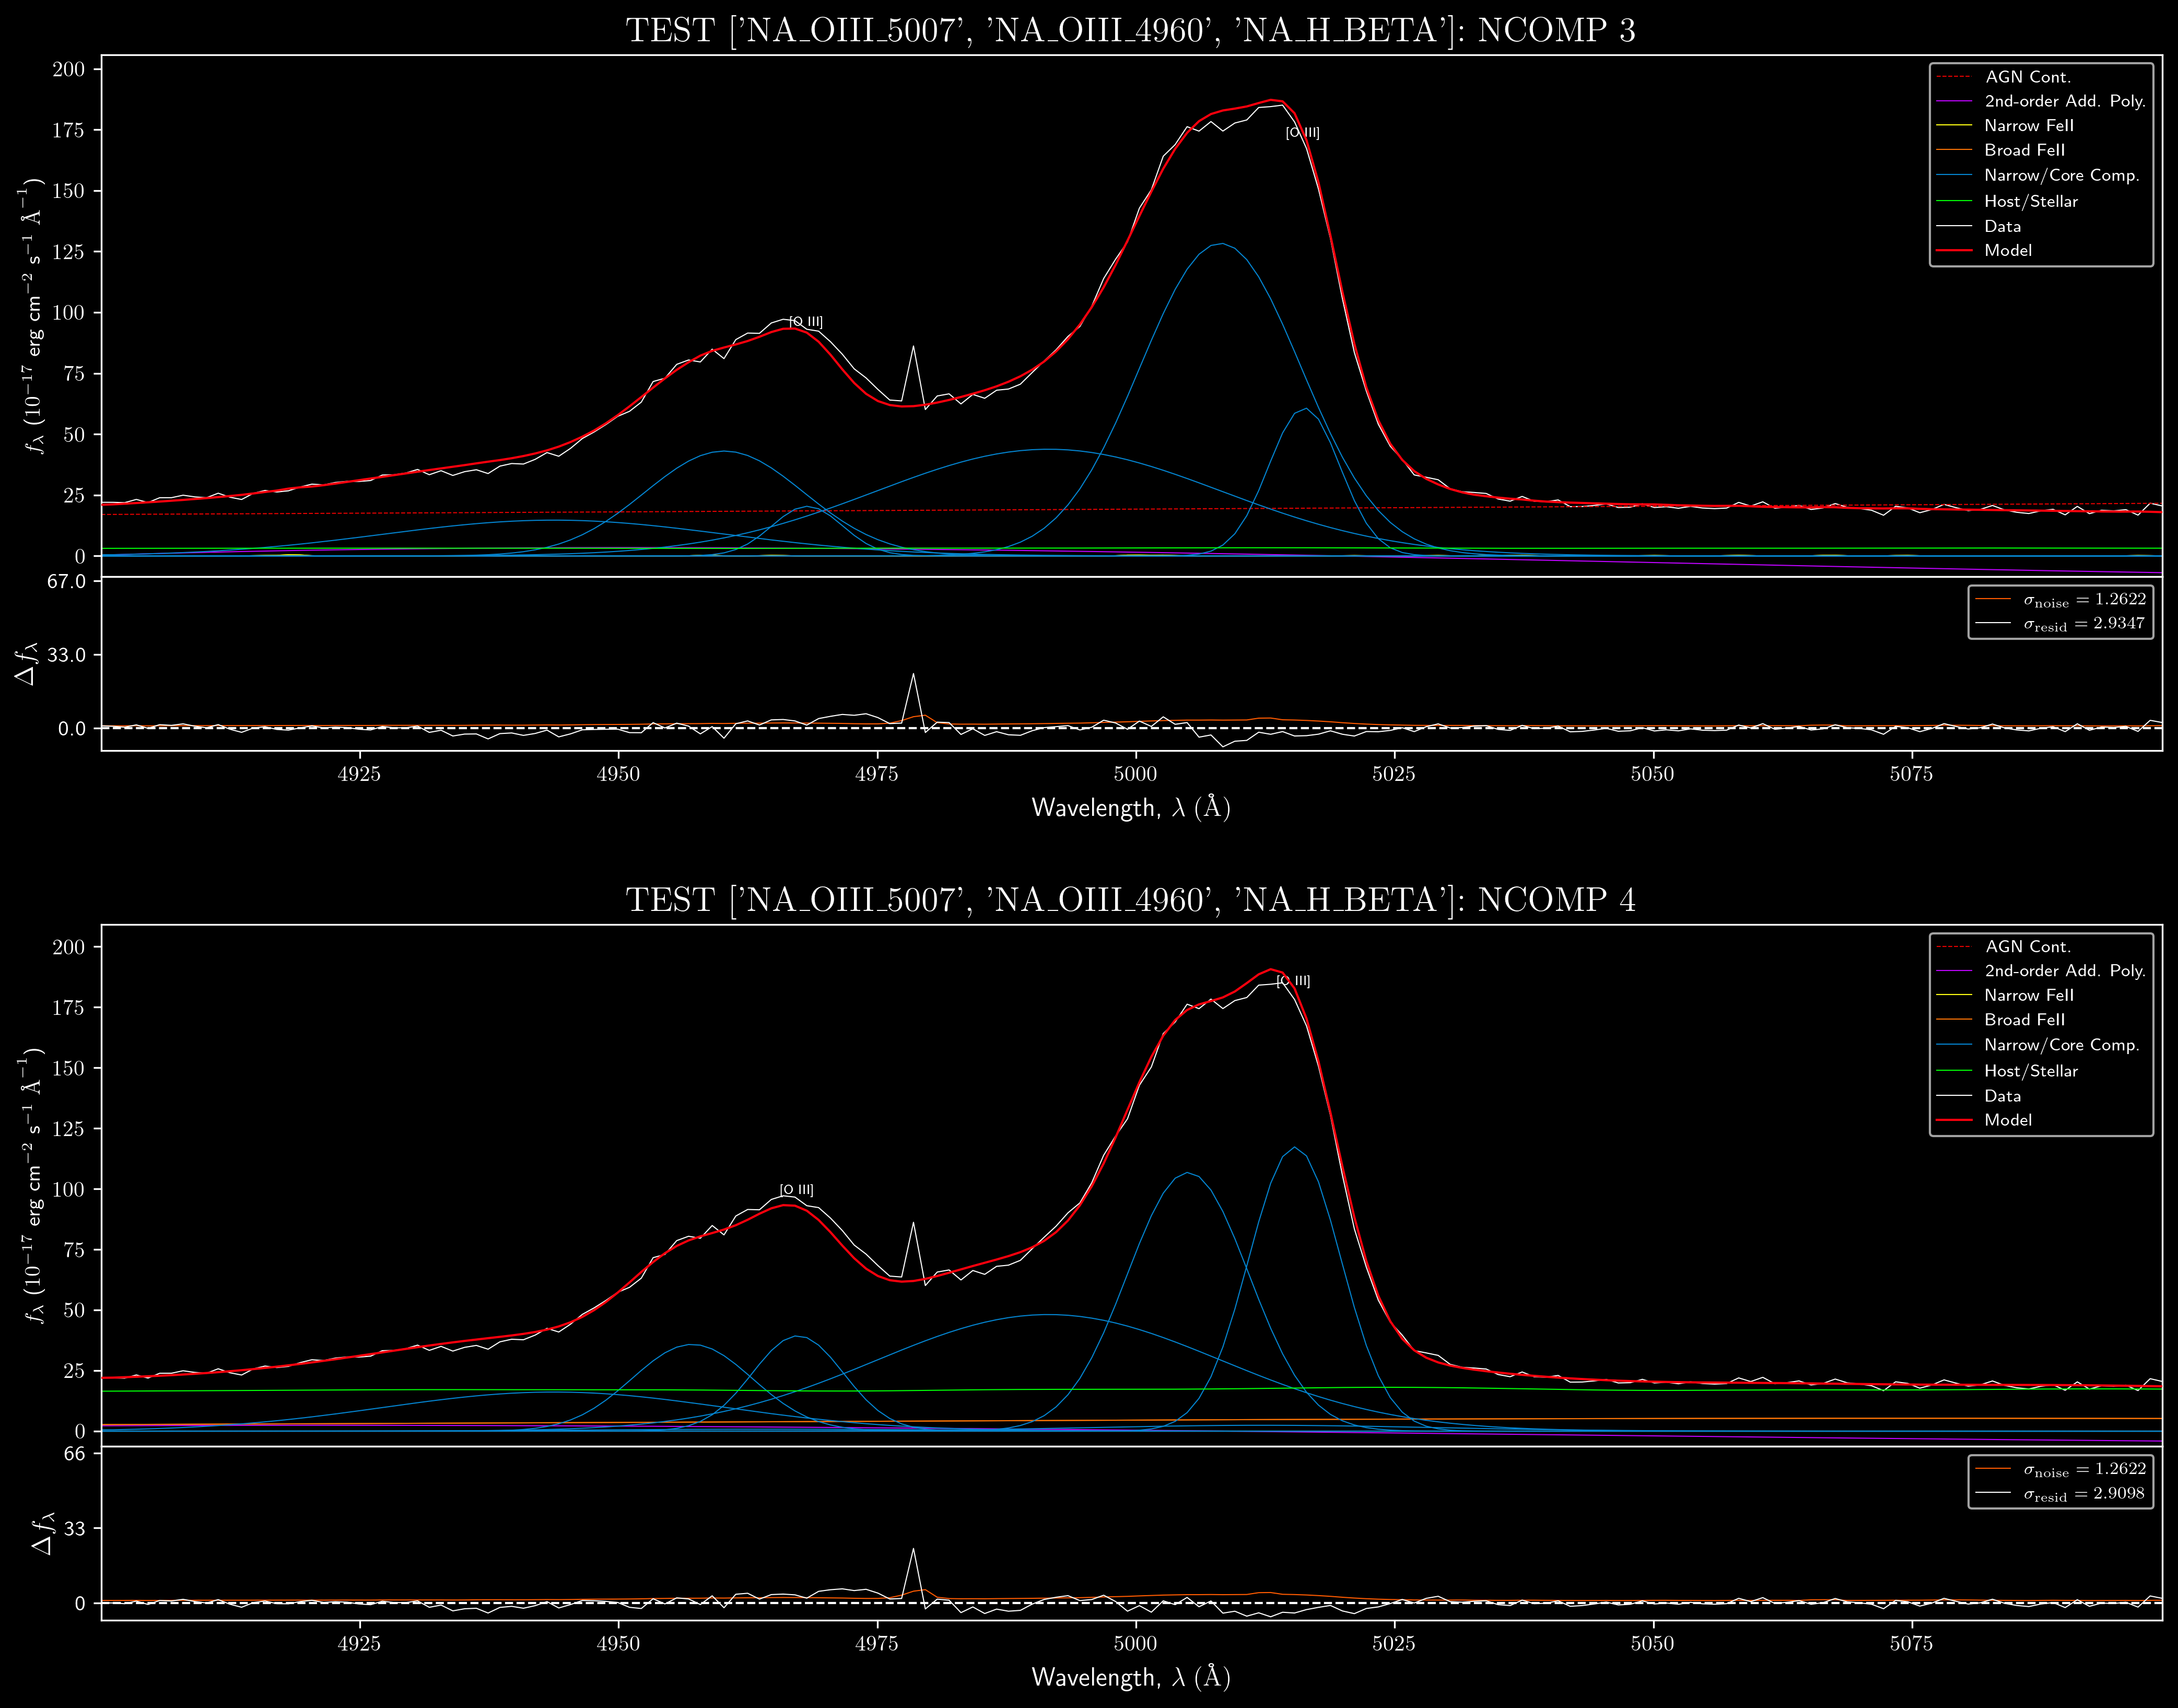 TEST ['NA_OIII_5007', 'NA_OIII_4960', 'NA_H_BETA']: NCOMP 3
200
175
150
125
100
75
50
25
0
fλ (10⁻¹⁷ erg cm⁻² s⁻¹ Å⁻¹)
[O III]
[O III]
AGN Cont.
2nd-order Add. Poly.
Narrow FeII
Broad FeII
Narrow/Core Comp.
Host/Stellar
Data
Model
67.0
33.0
0.0
Δfλ
σnoise = 1.2622
σresid = 2.9347
4925 4950 4975 5000 5025 5050 5075
Wavelength, λ (Å)
TEST ['NA_OIII_5007', 'NA_OIII_4960', 'NA_H_BETA']: NCOMP 4
200
175
150
125
100
75
50
25
0
fλ (10⁻¹⁷ erg cm⁻² s⁻¹ Å⁻¹)
[O III]
[O III]
AGN Cont.
2nd-order Add. Poly.
Narrow FeII
Broad FeII
Narrow/Core Comp.
Host/Stellar
Data
Model
66
33
0
Δfλ
σnoise = 1.2622
σresid = 2.9098
4925 4950 4975 5000 5025 5050 5075
Wavelength, λ (Å)